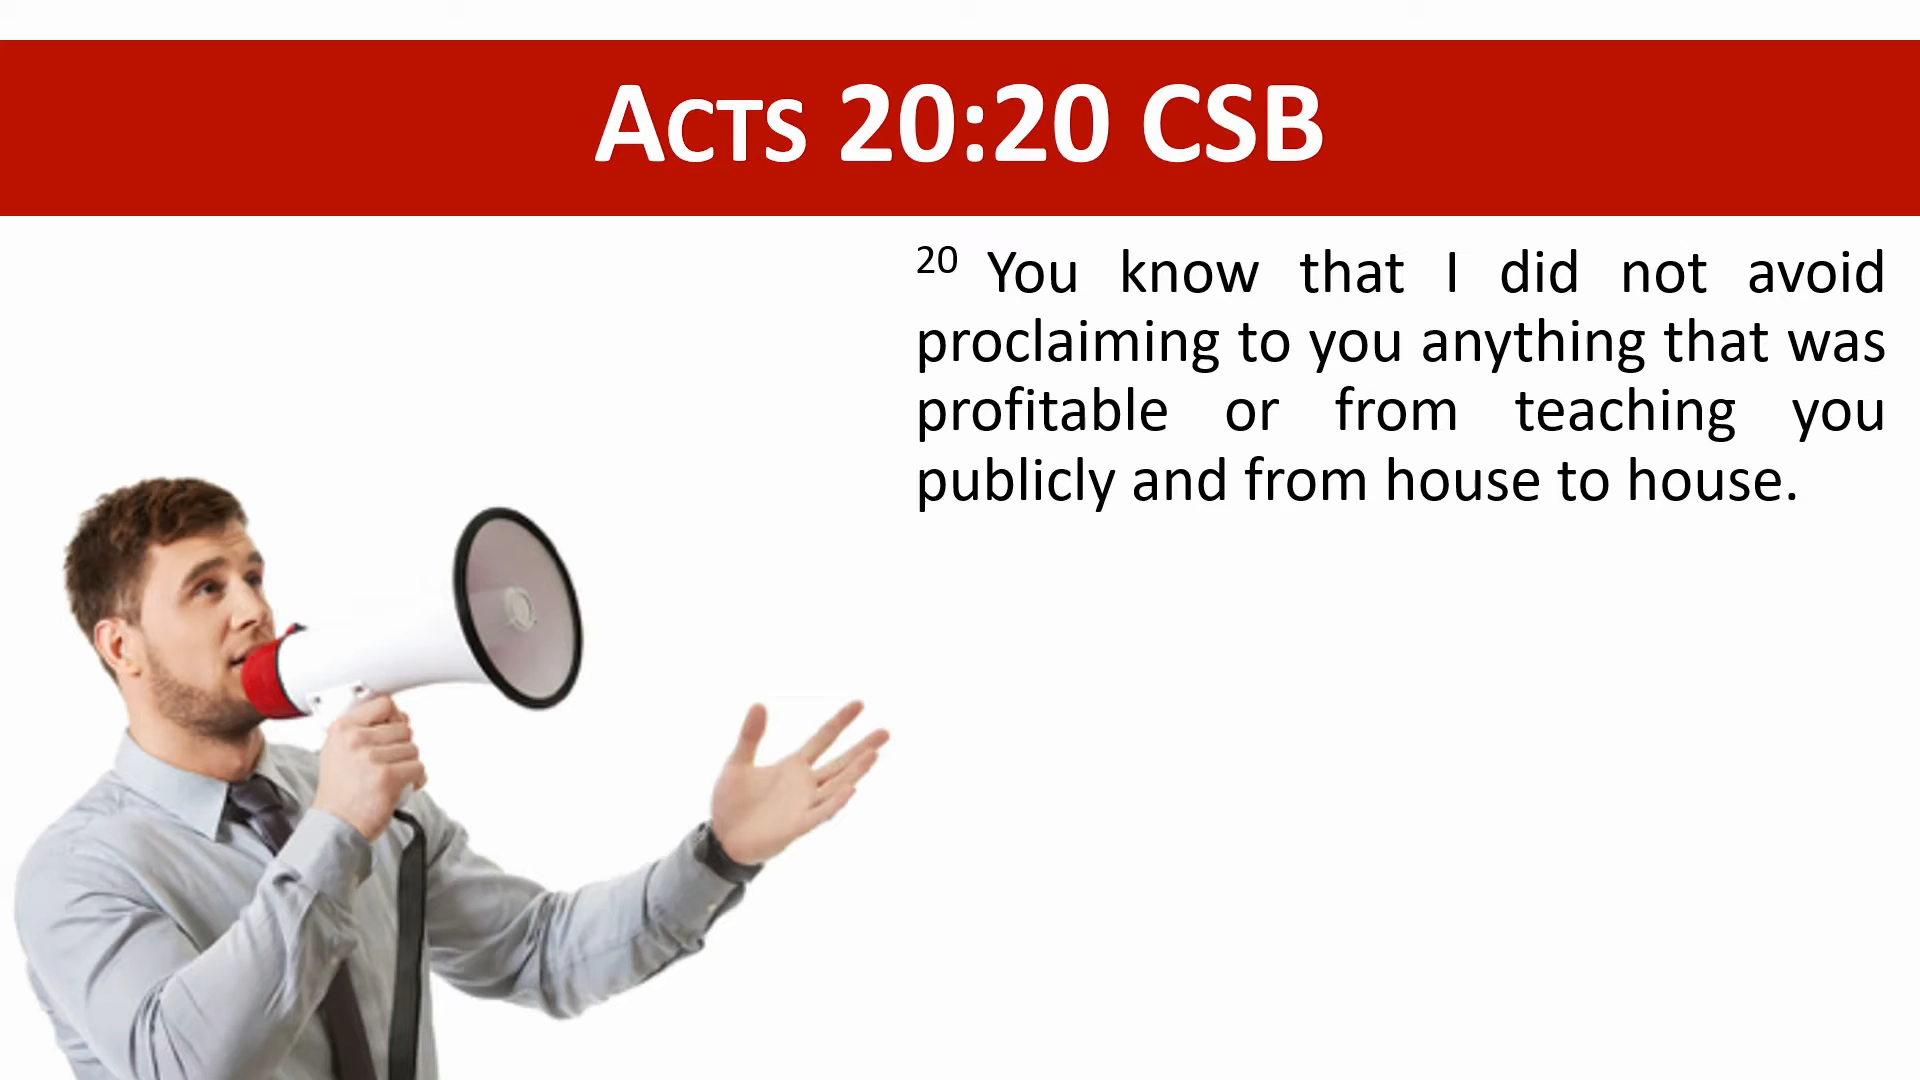 Acts 20:20 CSB
20 You know that I did not avoid
proclaiming to you anything that was
profitable or from teaching you
publicly and from house to house.